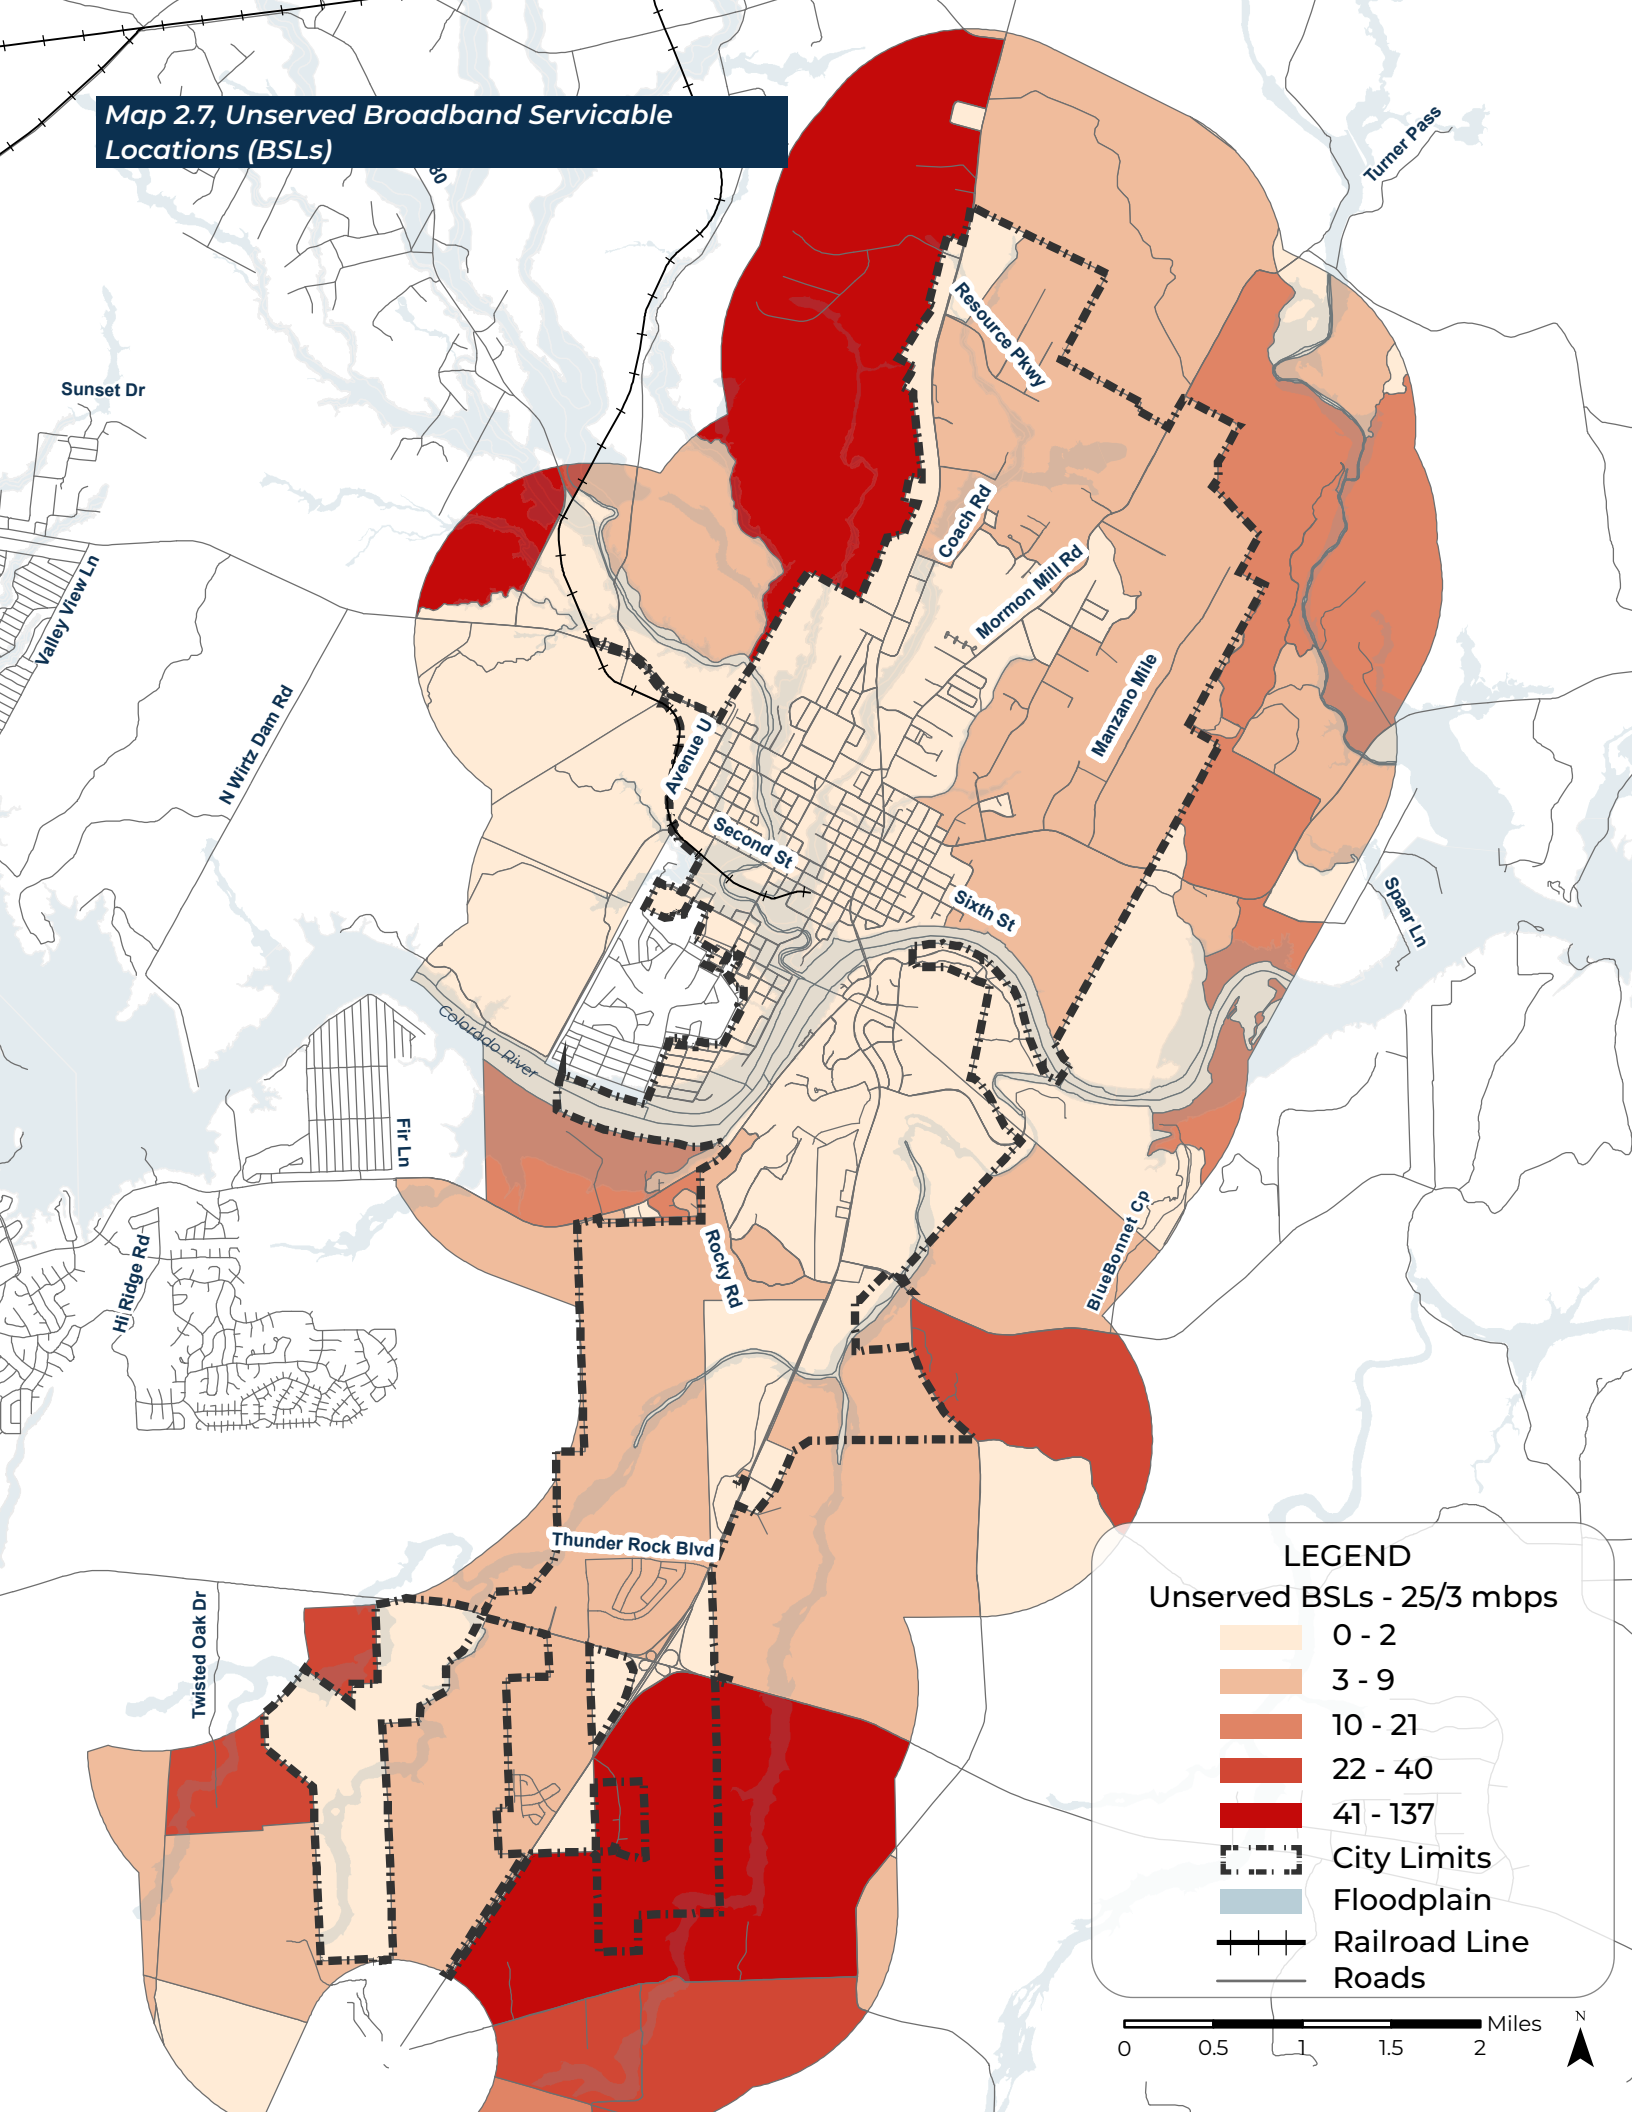 Map 2.7, Unserved Broadband Servicable
Locations (BSLs)
Turner Pass
Sunset Dr
Resource Pkwy
Coach Rd
Valley View Ln
Mormon Mill Rd
Manzano Mile
N Wirtz Dam Rd
Avenue U
Second St
Sixth St
Spaar Ln
Colorado River
Fir Ln
BlueBonnet Cp
Rocky Rd
Hi Ridge Rd
Thunder Rock Blvd
Twisted Oak Dr
LEGEND
Unserved BSLs - 25/3 mbps
0 - 2
3 - 9
10 - 21
22 - 40
41 - 137
City Limits
Floodplain
Railroad Line
Roads
Miles
0 0.5 1 1.5 2
N